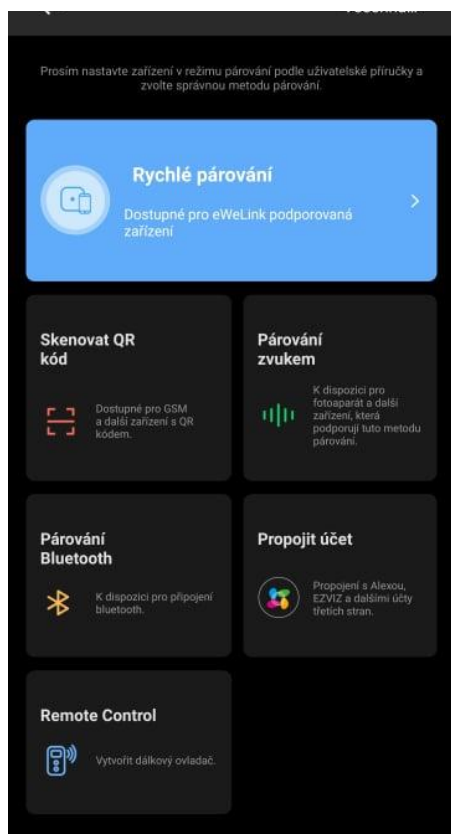 Prosím nastavte zařízení v režimu párování podle uživatelské příručky a
zvolte správnou metodu párování.
Rychlé párování
Dostupné pro eWeLink podporovaná
zařízení
Skenovat QR
kód
Dostupné pro GSM
a další zařízení s QR
kódem.
Párování
zvukem
K dispozici pro
fotoaparát a další
zařízení, která
podporují tuto metodu
párování.
Párování
Bluetooth
K dispozici pro připojení
bluetooth.
Propojit účet
Propojení s Alexou,
EZVIZ a dalšími účty
třetích stran.
Remote Control
Vytvořit dálkový ovladač.